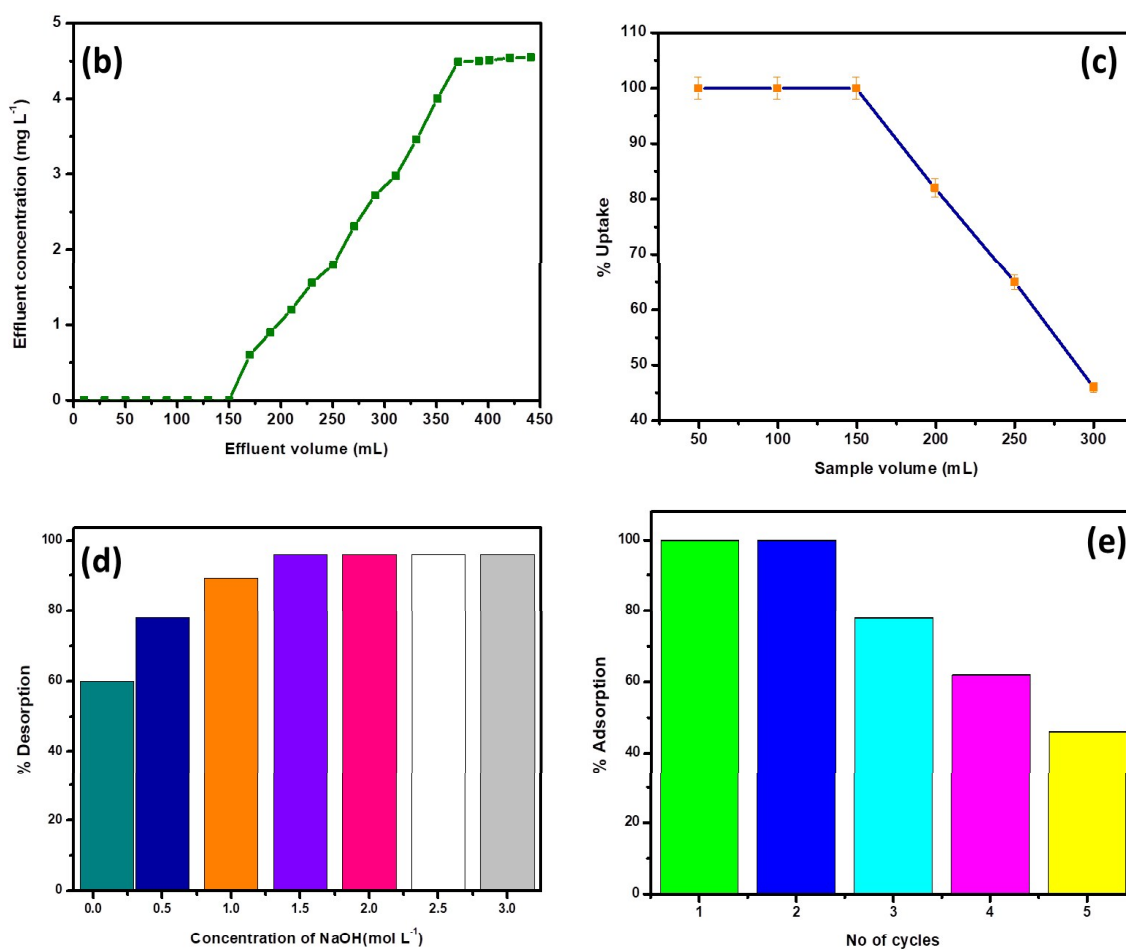 (b)
Effluent concentration (mg L⁻¹)
5
4
3
2
1
0
0 50 100 150 200 250 300 350 400 450
Effluent volume (mL)
(c)
% Uptake
110
100
90
80
70
60
50
40
50 100 150 200 250 300
Sample volume (mL)
(d)
% Desorption
100
80
60
40
20
0
0.0 0.5 1.0 1.5 2.0 2.5 3.0
Concentration of NaOH(mol L⁻¹)
(e)
% Adsorption
100
80
60
40
20
0
1 2 3 4 5
No of cycles